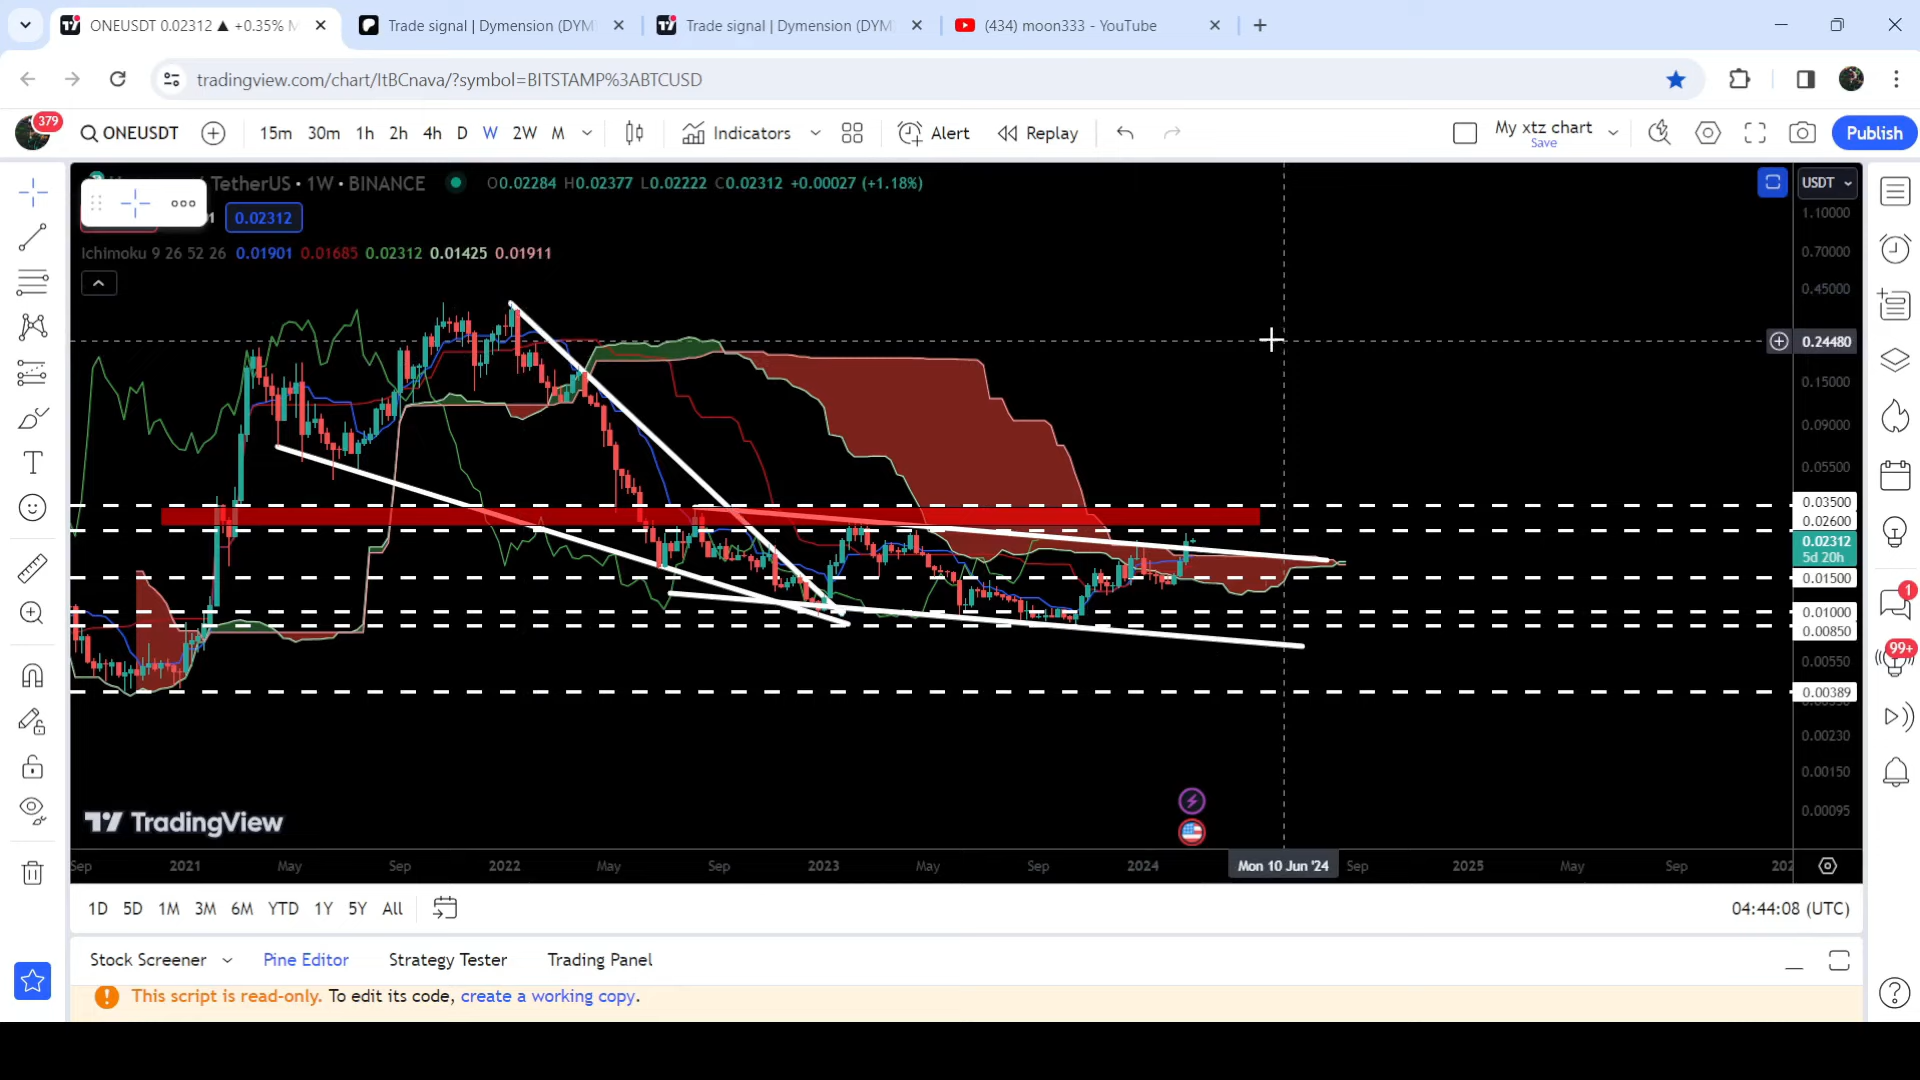 ONEUSDT 0.02312 ▲ +0.35% M
Trade signal | Dymension (DYM
Trade signal | Dymension (DYM
(434) moon333 - YouTube
tradingview.com/chart/ItBCnava/?symbol=BITSTAMP%3ABTCUSD
379
ONEUSDT
15m 30m 1h 2h 4h D W 2W M
Indicators
Alert
Replay
My xtz chart
Save
Publish
TetherUS · 1W · BINANCE
O0.02284 H0.02377 L0.02222 C0.02312 +0.00027 (+1.18%)
0.02312
Ichimoku 9 26 52 26 0.01901 0.01685 0.02312 0.01425 0.01911
USDT
1.10000
0.70000
0.45000
0.24480
0.15000
0.09000
0.05500
0.03500
0.02600
0.02312
5d 20h
0.01500
0.01000
0.00850
0.00550
0.00389
0.00230
0.00150
0.00095
1
99+
TradingView
Sep 2021 May Sep 2022 May Sep 2023 May Sep 2024 Mon 10 Jun '24 Sep 2025 May Sep
1D 5D 1M 3M 6M YTD 1Y 5Y All
04:44:08 (UTC)
Stock Screener Pine Editor Strategy Tester Trading Panel
This script is read-only. To edit its code, create a working copy.